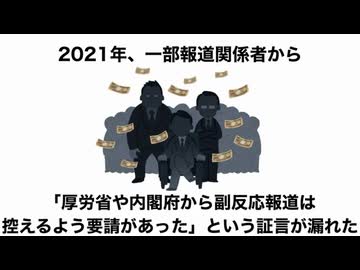 2021年、一部報道関係者から
「厚労省や内閣府から副反応報道は
控えるよう要請があった」という証言が漏れた